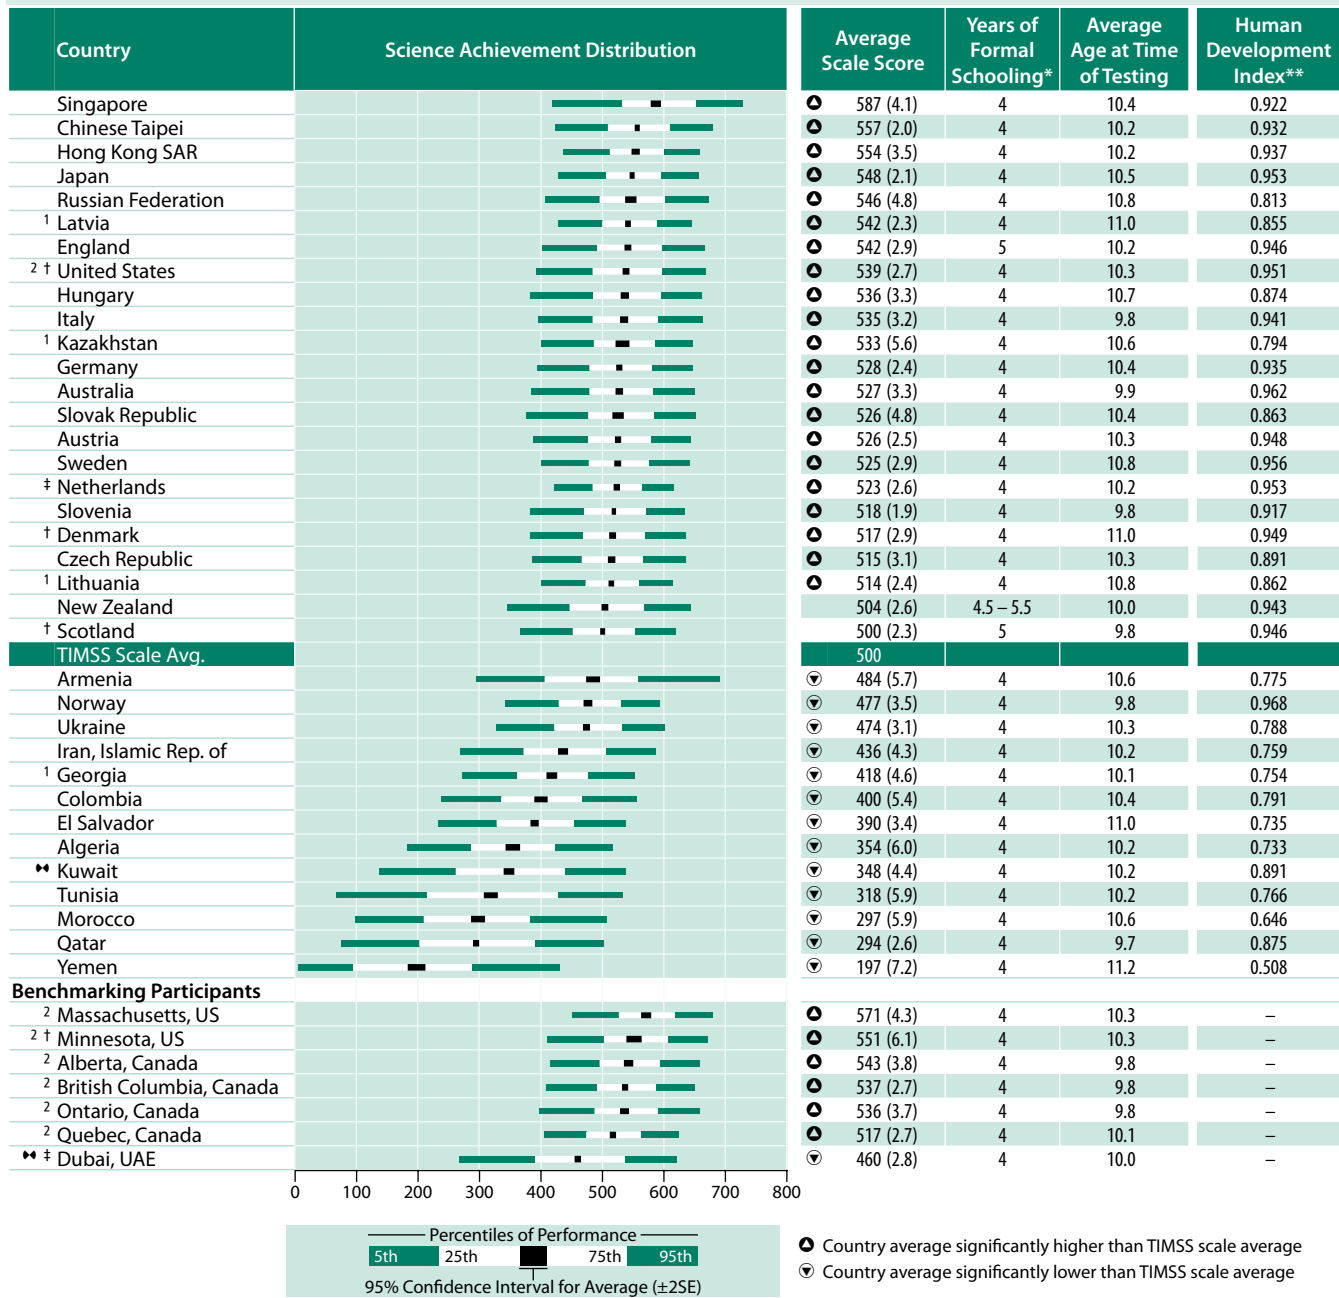 Country Science Achievement Distribution Average Scale Score Years of Formal Schooling* Average Age at Time of Testing Human Development Index**
Singapore 587 (4.1) 4 10.4 0.922
Chinese Taipei 557 (2.0) 4 10.2 0.932
Hong Kong SAR 554 (3.5) 4 10.2 0.937
Japan 548 (2.1) 4 10.5 0.953
Russian Federation 546 (4.8) 4 10.8 0.813
1 Latvia 542 (2.3) 4 11.0 0.855
England 542 (2.9) 5 10.2 0.946
2 † United States 539 (2.7) 4 10.3 0.951
Hungary 536 (3.3) 4 10.7 0.874
Italy 535 (3.2) 4 9.8 0.941
1 Kazakhstan 533 (5.6) 4 10.6 0.794
Germany 528 (2.4) 4 10.4 0.935
Australia 527 (3.3) 4 9.9 0.962
Slovak Republic 526 (4.8) 4 10.4 0.863
Austria 526 (2.5) 4 10.3 0.948
Sweden 525 (2.9) 4 10.8 0.956
‡ Netherlands 523 (2.6) 4 10.2 0.953
Slovenia 518 (1.9) 4 9.8 0.917
† Denmark 517 (2.9) 4 11.0 0.949
Czech Republic 515 (3.1) 4 10.3 0.891
1 Lithuania 514 (2.4) 4 10.8 0.862
New Zealand 504 (2.6) 4.5 – 5.5 10.0 0.943
† Scotland 500 (2.3) 5 9.8 0.946
TIMSS Scale Avg. 500
Armenia 484 (5.7) 4 10.6 0.775
Norway 477 (3.5) 4 9.8 0.968
Ukraine 474 (3.1) 4 10.3 0.788
Iran, Islamic Rep. of 436 (4.3) 4 10.2 0.759
1 Georgia 418 (4.6) 4 10.1 0.754
Colombia 400 (5.4) 4 10.4 0.791
El Salvador 390 (3.4) 4 11.0 0.735
Algeria 354 (6.0) 4 10.2 0.733
Kuwait 348 (4.4) 4 10.2 0.891
Tunisia 318 (5.9) 4 10.2 0.766
Morocco 297 (5.9) 4 10.6 0.646
Qatar 294 (2.6) 4 9.7 0.875
Yemen 197 (7.2) 4 11.2 0.508
Benchmarking Participants
2 Massachusetts, US 571 (4.3) 4 10.3 –
2 † Minnesota, US 551 (6.1) 4 10.3 –
2 Alberta, Canada 543 (3.8) 4 9.8 –
2 British Columbia, Canada 537 (2.7) 4 9.8 –
2 Ontario, Canada 536 (3.7) 4 9.8 –
2 Quebec, Canada 517 (2.7) 4 10.1 –
‡ Dubai, UAE 460 (2.8) 4 10.0 –
0 100 200 300 400 500 600 700 800
Percentiles of Performance
5th 25th 75th 95th
95% Confidence Interval for Average (±2SE)
Country average significantly higher than TIMSS scale average
Country average significantly lower than TIMSS scale average